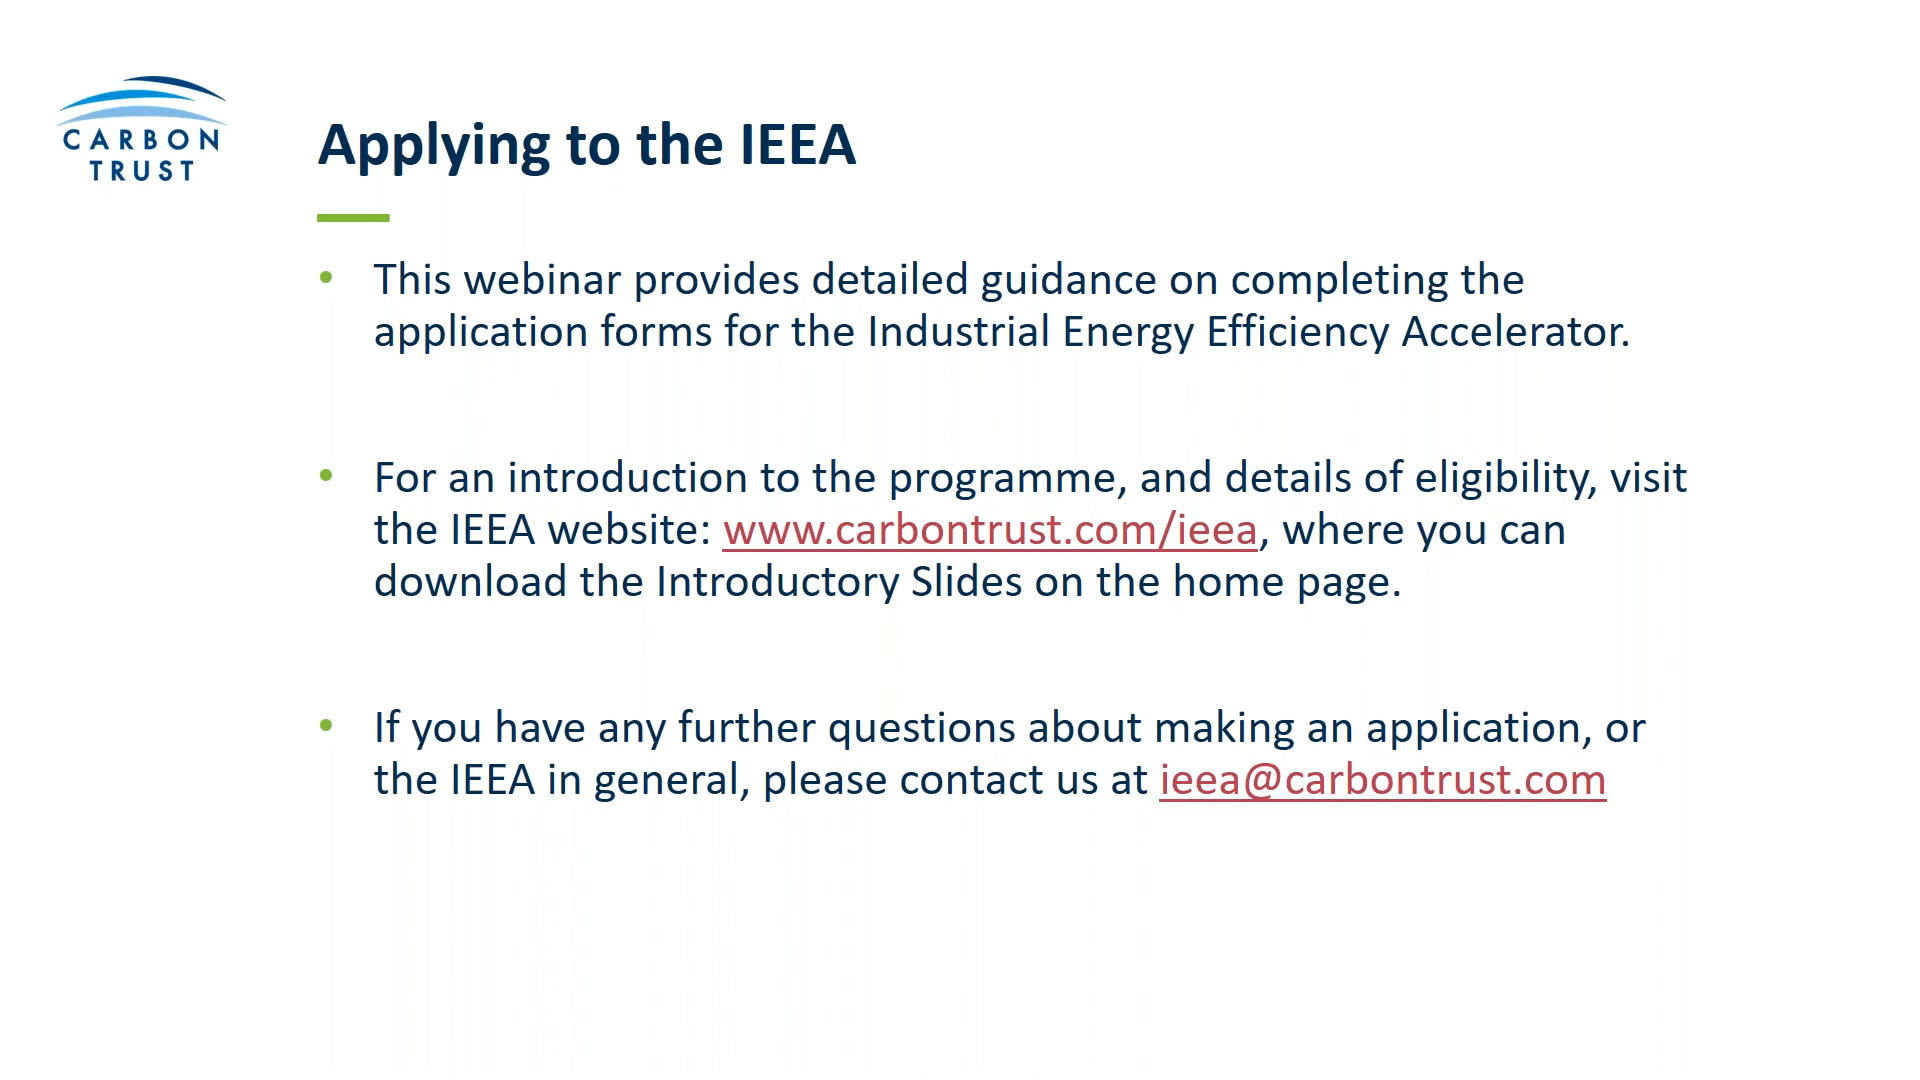 CARBON
TRUST
Applying to the IEEA
• This webinar provides detailed guidance on completing the
application forms for the Industrial Energy Efficiency Accelerator.
• For an introduction to the programme, and details of eligibility, visit
the IEEA website: www.carbontrust.com/ieea, where you can
download the Introductory Slides on the home page.
• If you have any further questions about making an application, or
the IEEA in general, please contact us at ieea@carbontrust.com